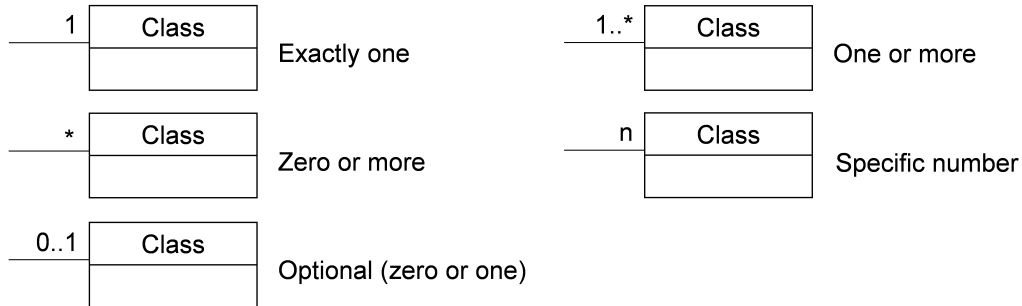 1 Class
Exactly one
* Class
Zero or more
0..1 Class
Optional (zero or one)
1..* Class
One or more
n Class
Specific number